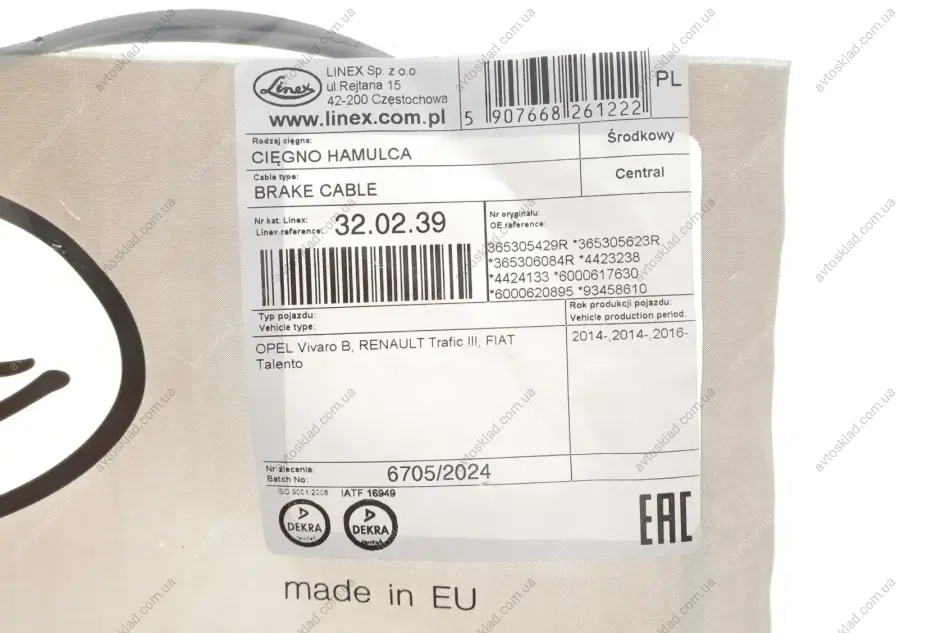 Linex
LINEX Sp. z o.o.
ul.Rejtana 15
42-200 Częstochowa
www.linex.com.pl
5 907668 261222
PL
Rodzaj cięgna:
CIĘGNO HAMULCA
Środkowy
Cable type:
BRAKE CABLE
Central
Nr kat. Linex:
Linex reference:
32.02.39
Nr oryginału:
OE reference:
365305429R *365305623R
*365306084R *4423238
*4424133 *6000617630
*6000620895 *93458610
Typ pojazdu:
Vehicle type:
Rok produkcji pojazdu:
Vehicle production period.
OPEL Vivaro B, RENAULT Trafic III, FIAT
Talento
2014-,2014-,2016-
Nr zlecenia:
Batch No:
6705/2024
ISO 9001:2008
IATF 16949
DEKRA
DEKRA
EAC
made in EU
avtosklad.com.ua